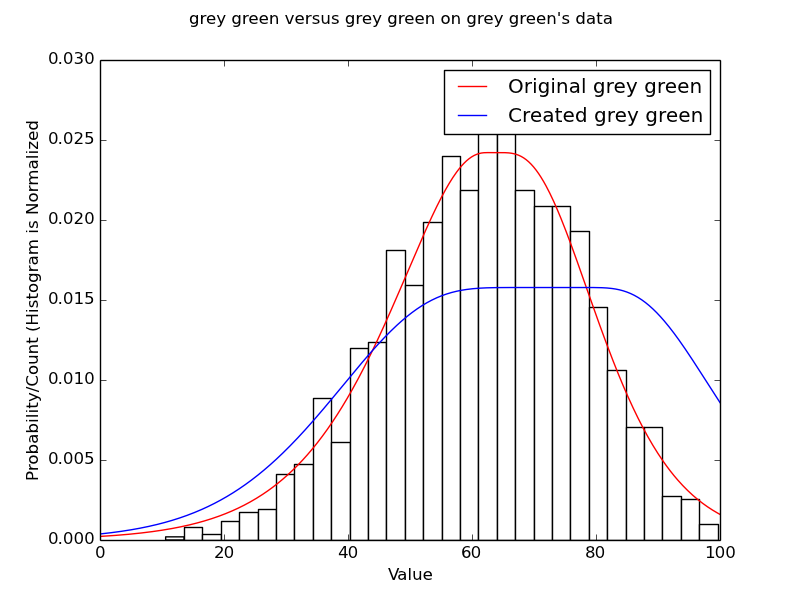 grey green versus grey green on grey green's data
Original grey green
Created grey green
0.030
0.025
0.020
0.015
0.010
0.005
0.000
0 20 40 60 80 100
Probability/Count (Histogram is Normalized
Value